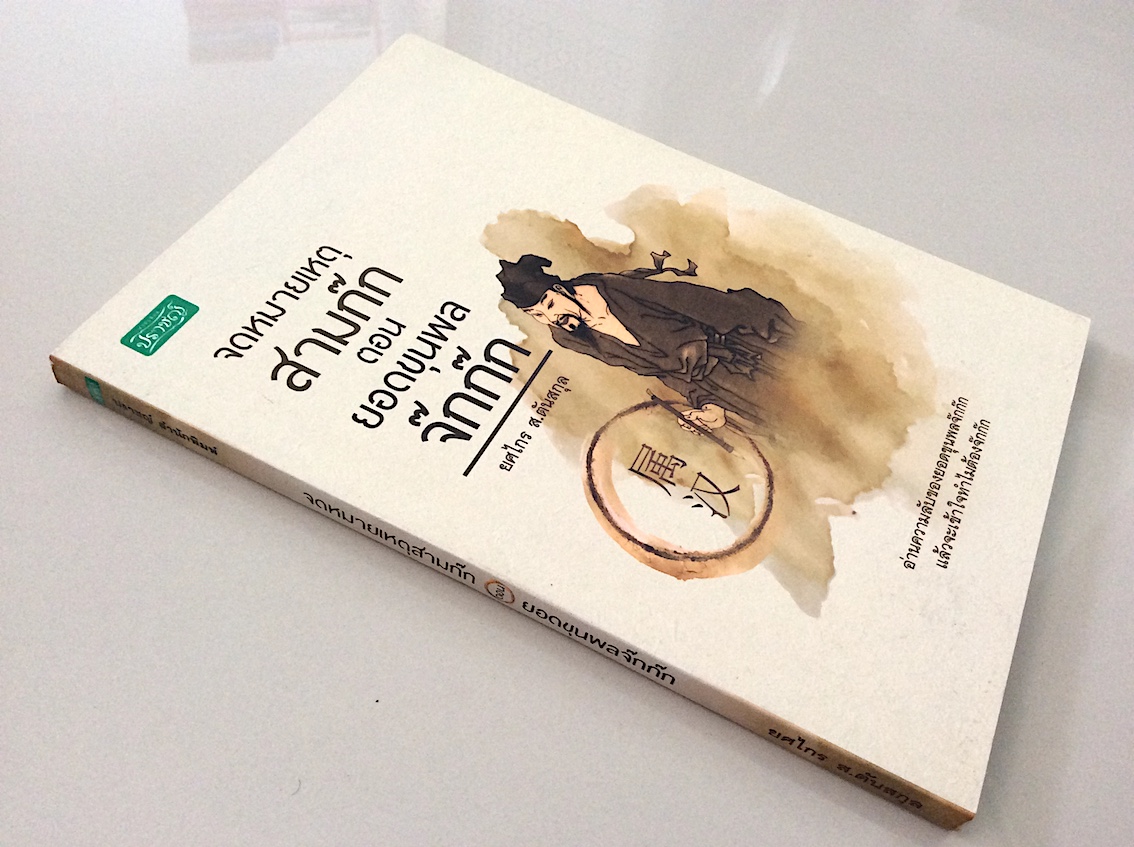 ปราชญ์
จดหมายเหตุ
สามก๊ก
ตอน
ยอดขุนพล
จ๊กก๊ก
ยศไกร ส.ตันสกุล
汉
อ่านความลับของยอดขุนพลจ๊กก๊ก
แล้วจะเข้าใจทำไมต้องจ๊กก๊ก
ปราชญ์ สำนักพิมพ์
จดหมายเหตุสามก๊ก ตอน ยอดขุนพลจ๊กก๊ก
ยศไกร ส.ตันสกุล